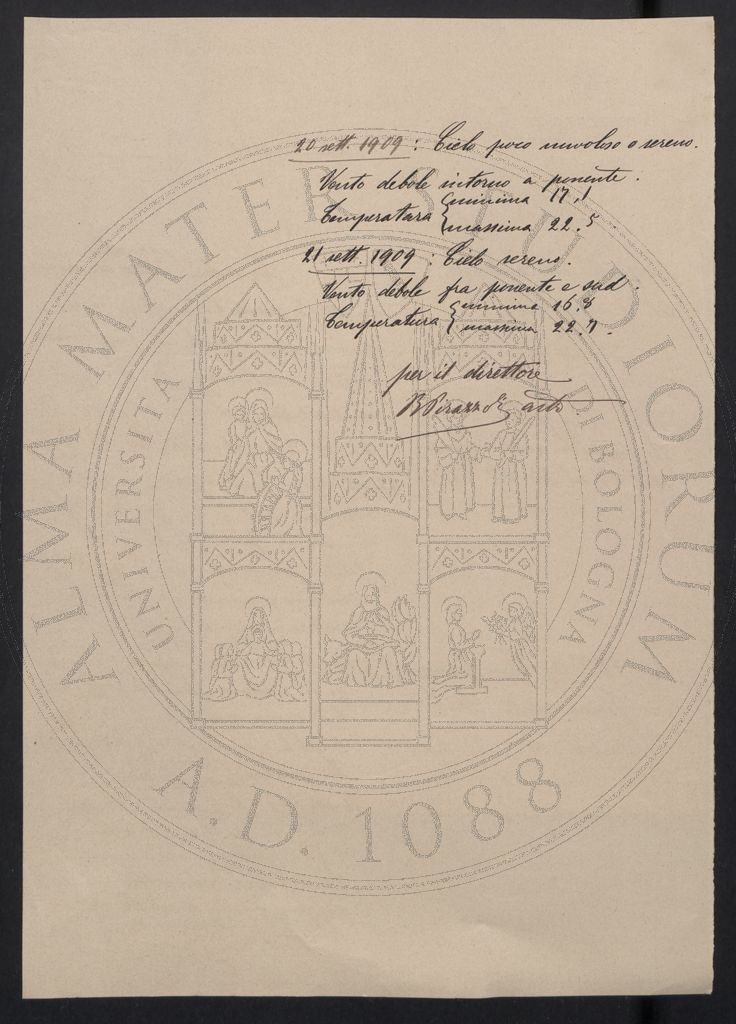 20 sett. 1909 : Cielo poco nuvoloso o sereno.
Vento debole intorno a ponente.
Temperatura { minima 17,1
massima 22.5
21 sett. 1909 : Cielo sereno.
Vento debole fra ponente e sud.
Temperatura { minima 16.8
massima 22.7.
per il direttore
ALMA MATER STUDIORUM
UNIVERSITA DI BOLOGNA
A.D. 1088